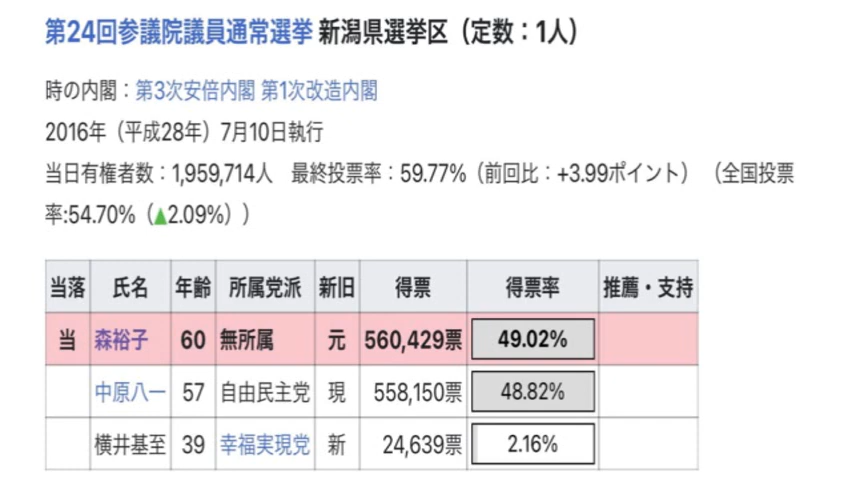 第24回参議院議員通常選挙 新潟県選挙区（定数：1人）
時の内閣：第3次安倍内閣 第1次改造内閣
2016年（平成28年）7月10日執行
当日有権者数：1,959,714人　最終投票率：59.77%（前回比：+3.99ポイント）　（全国投票
率:54.70%（▲2.09%））
当落 氏名 年齢 所属党派 新旧 得票 得票率 推薦・支持
当 森裕子 60 無所属 元 560,429票 49.02%
中原八一 57 自由民主党 現 558,150票 48.82%
横井基至 39 幸福実現党 新 24,639票 2.16%